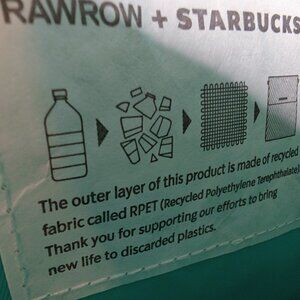 RAWROW + STARBUCKS
The outer layer of this product is made of recycled
fabric called RPET (Recycled Polyethylene Terephthalate)
Thank you for supporting our efforts to bring
new life to discarded plastics.